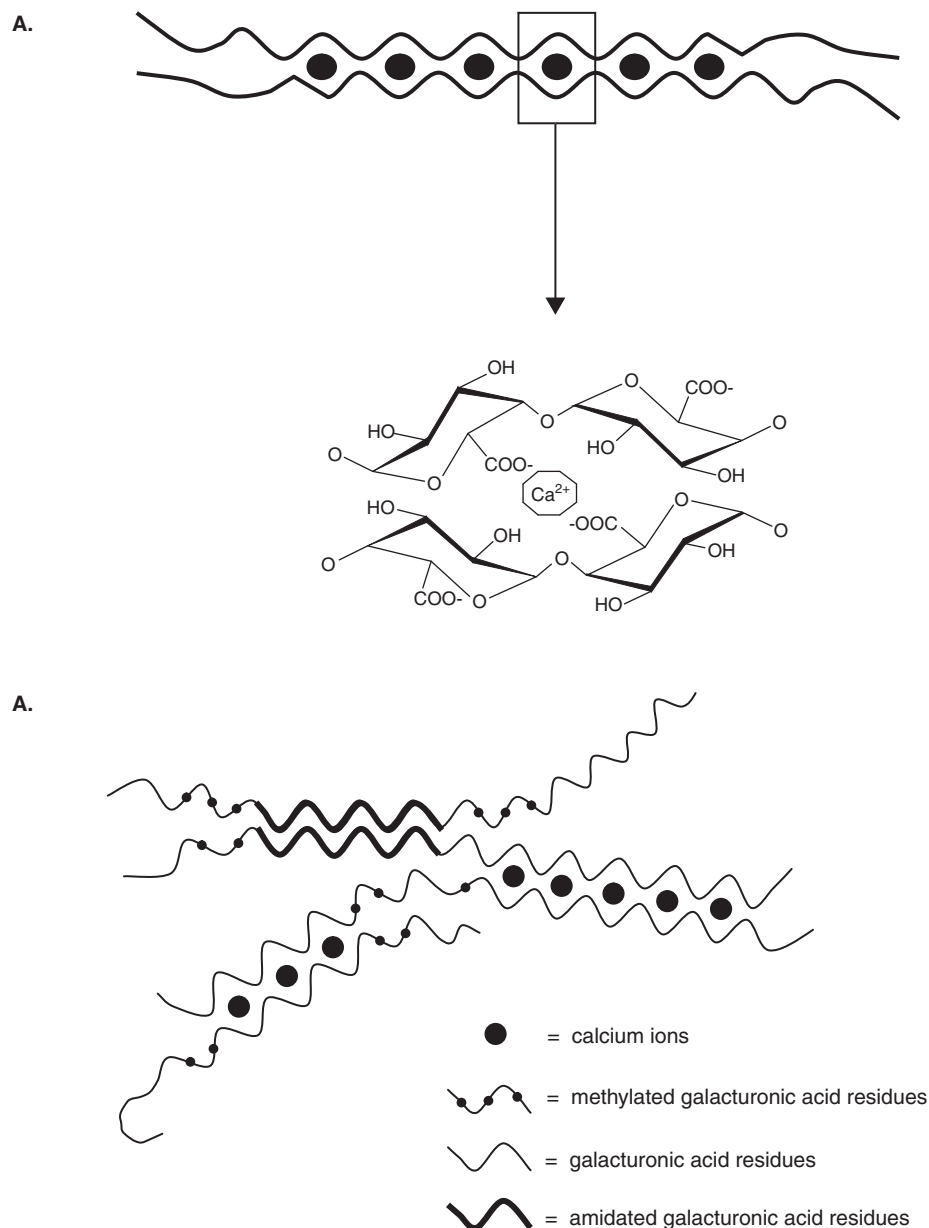 A.
OH
O
COO-
HO
O
O
HO
O
COO-
OH
O
Ca2+
HO
O
-OOC
OH
O
O
OH
O
COO-
O
HO
A.
= calcium ions
= methylated galacturonic acid residues
= galacturonic acid residues
= amidated galacturonic acid residues